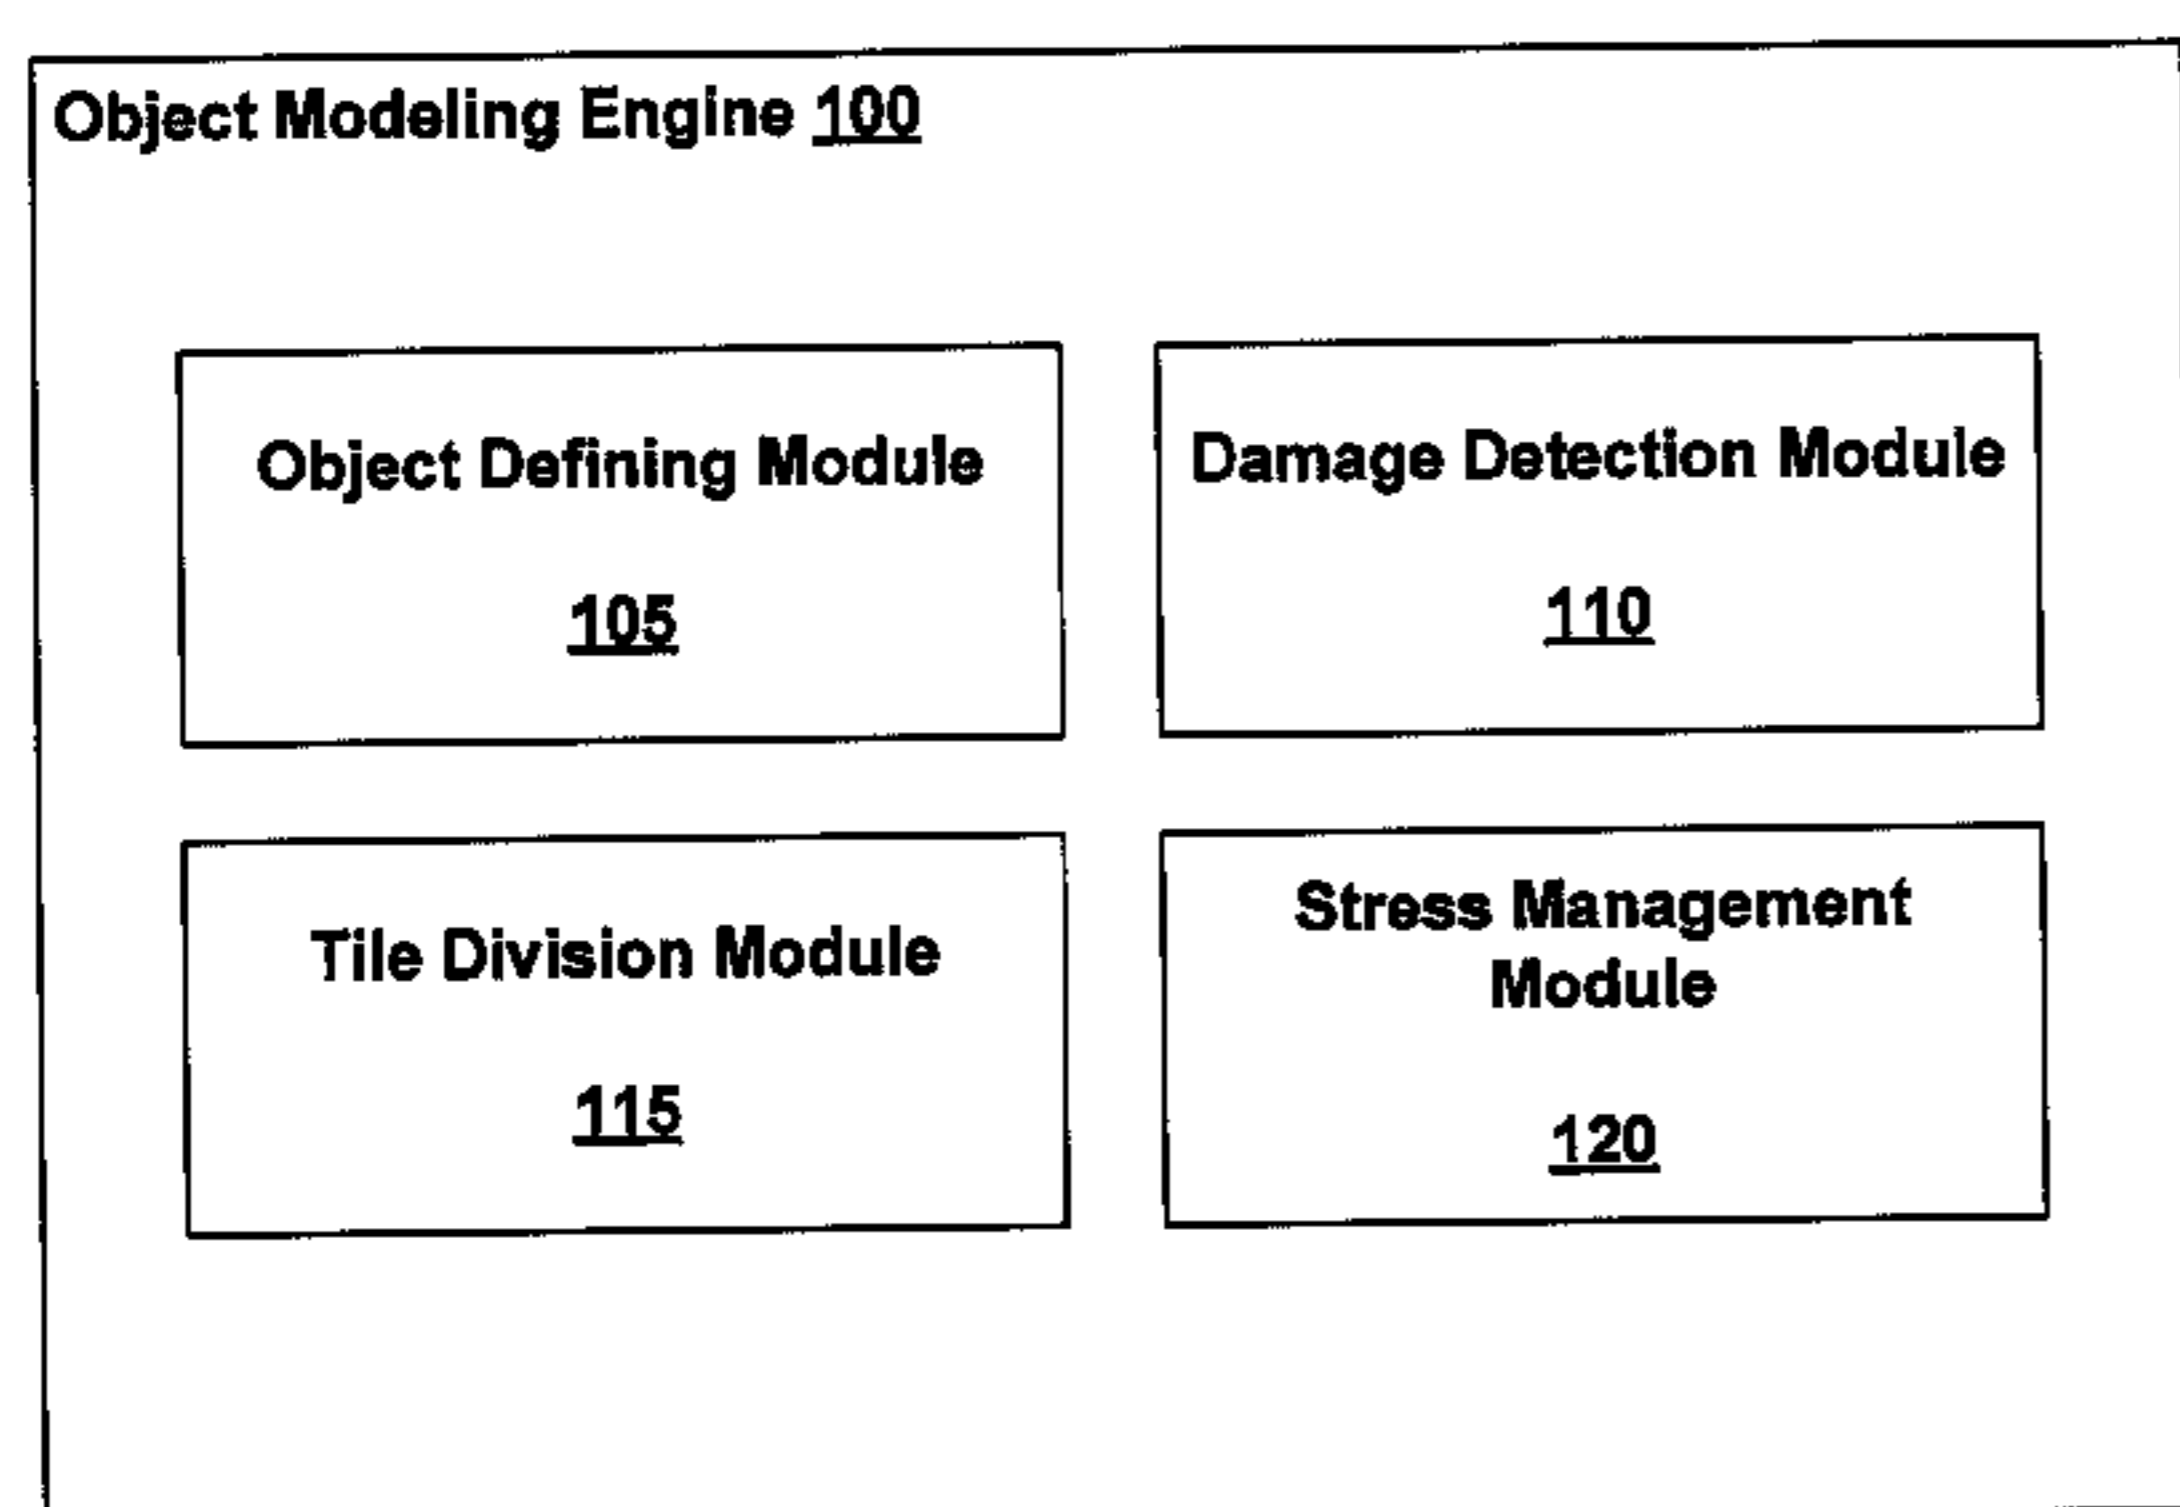 Object Modeling Engine 100
Object Defining Module
105
Damage Detection Module
110
Tile Division Module
115
Stress Management
Module
120